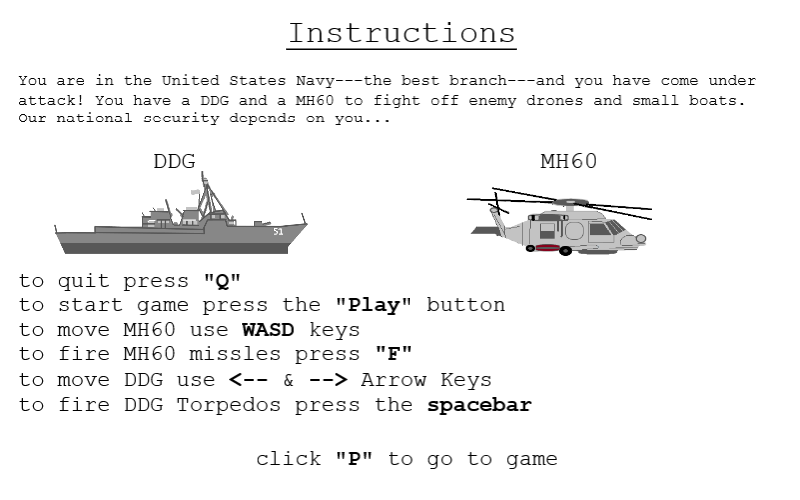 Instructions
You are in the United States Navy---the best branch---and you have come under
attack! You have a DDG and a MH60 to fight off enemy drones and small boats.
Our national security depends on you...
DDG MH60
51
to quit press "Q"
to start game press the "Play" button
to move MH60 use WASD keys
to fire MH60 missles press "F"
to move DDG use <-- & --> Arrow Keys
to fire DDG Torpedos press the spacebar
click "P" to go to game